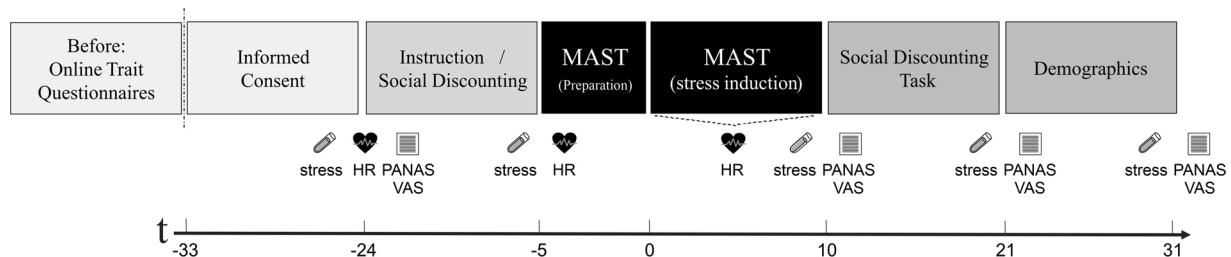 Before:
Online Trait
Questionnaires
Informed
Consent
Instruction /
Social Discounting
MAST
(Preparation)
MAST
(stress induction)
Social Discounting
Task
Demographics
stress HR PANAS
VAS
stress HR
HR
stress PANAS
VAS
stress PANAS
VAS
stress PANAS
VAS
t
-33 -24 -5 0 10 21 31